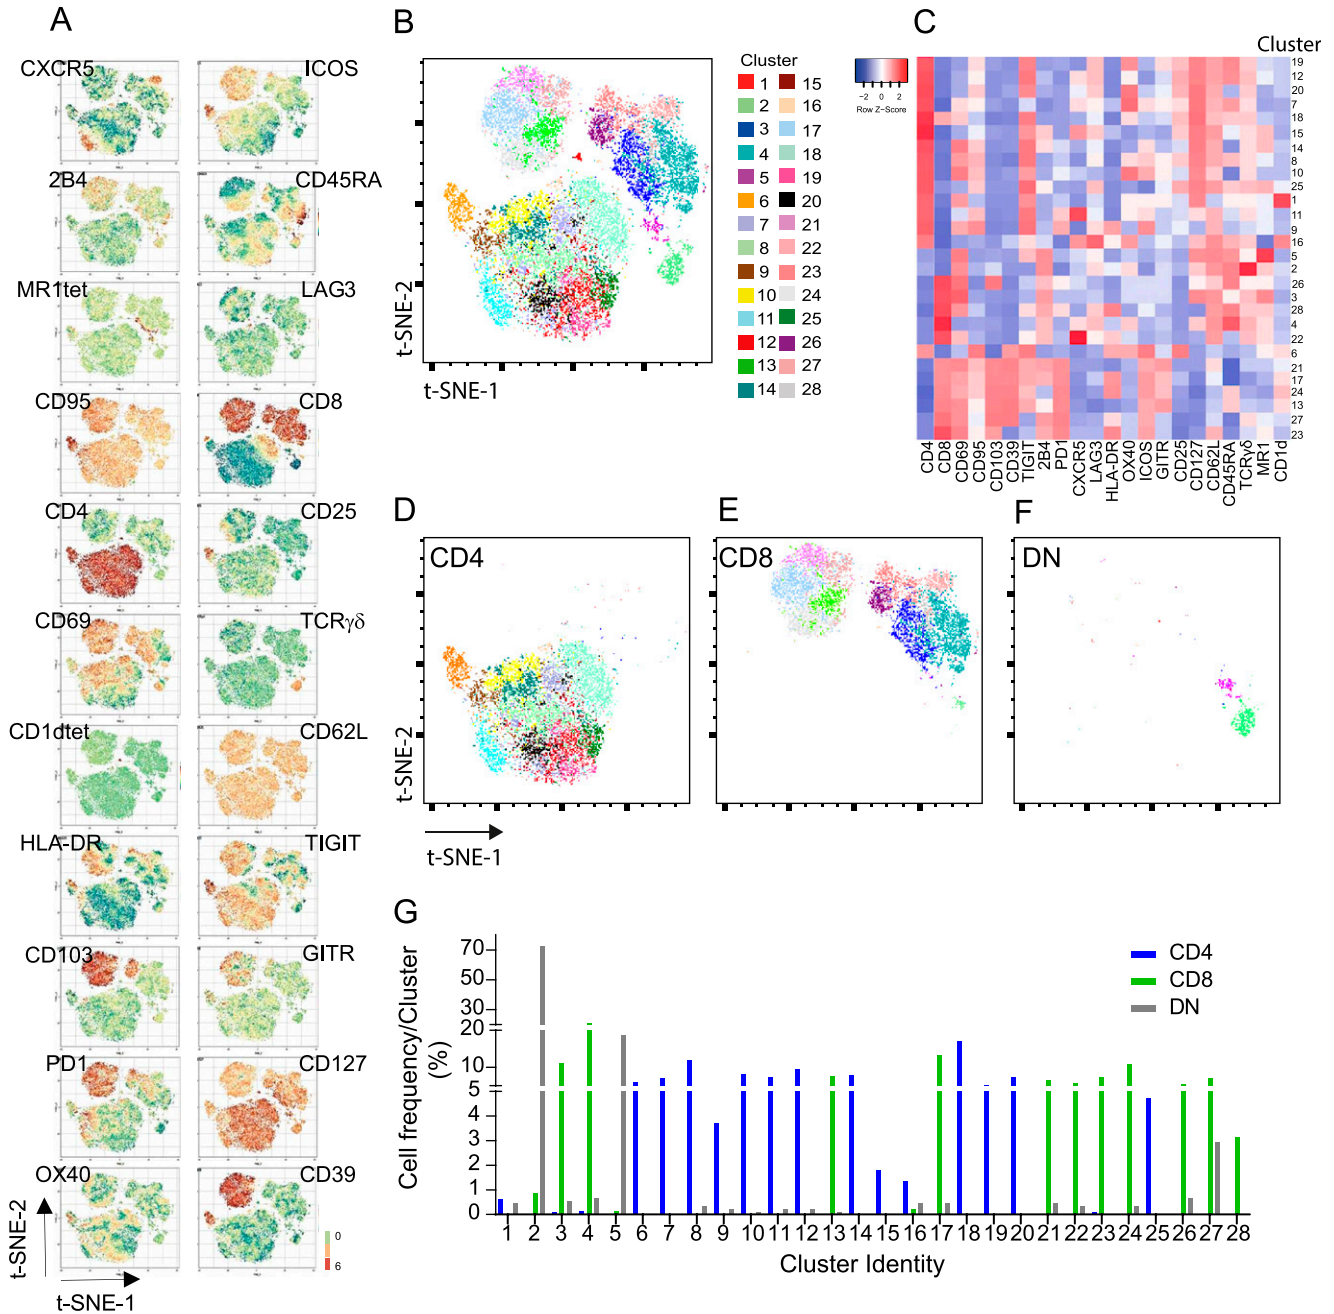 A
CXCR5
ICOS
2B4
CD45RA
MR1tet
LAG3
CD95
CD8
CD4
CD25
CD69
TCRγδ
CD1dtet
CD62L
HLA-DR
TIGIT
CD103
GITR
PD1
CD127
OX40
CD39
t-SNE-2
t-SNE-1
0
6
B
t-SNE-2
t-SNE-1
Cluster
1 15
2 16
3 17
4 18
5 19
6 20
7 21
8 22
9 23
10 24
11 25
12 26
13 27
14 28
C
−2 0 2
Row Z−Score
Cluster
19
12
20
7
18
15
14
8
10
25
1
11
9
16
5
2
26
3
28
4
22
6
21
17
24
13
27
23
CD4 CD8 CD69 CD95 CD103 CD39 TIGIT 2B4 PD1 CXCR5 LAG3 HLA-DR OX40 ICOS GITR CD25 CD127 CD62L CD45RA TCRγδ MR1 CD1d
D
CD4
t-SNE-2
t-SNE-1
E
CD8
F
DN
G
Cell frequency/Cluster
(%)
70
50
30
20
10
5
4
3
2
1
0
CD4
CD8
DN
1 2 3 4 5 6 7 8 9 10 11 12 13 14 15 16 17 18 19 20 21 22 23 24 25 26 27 28
Cluster Identity